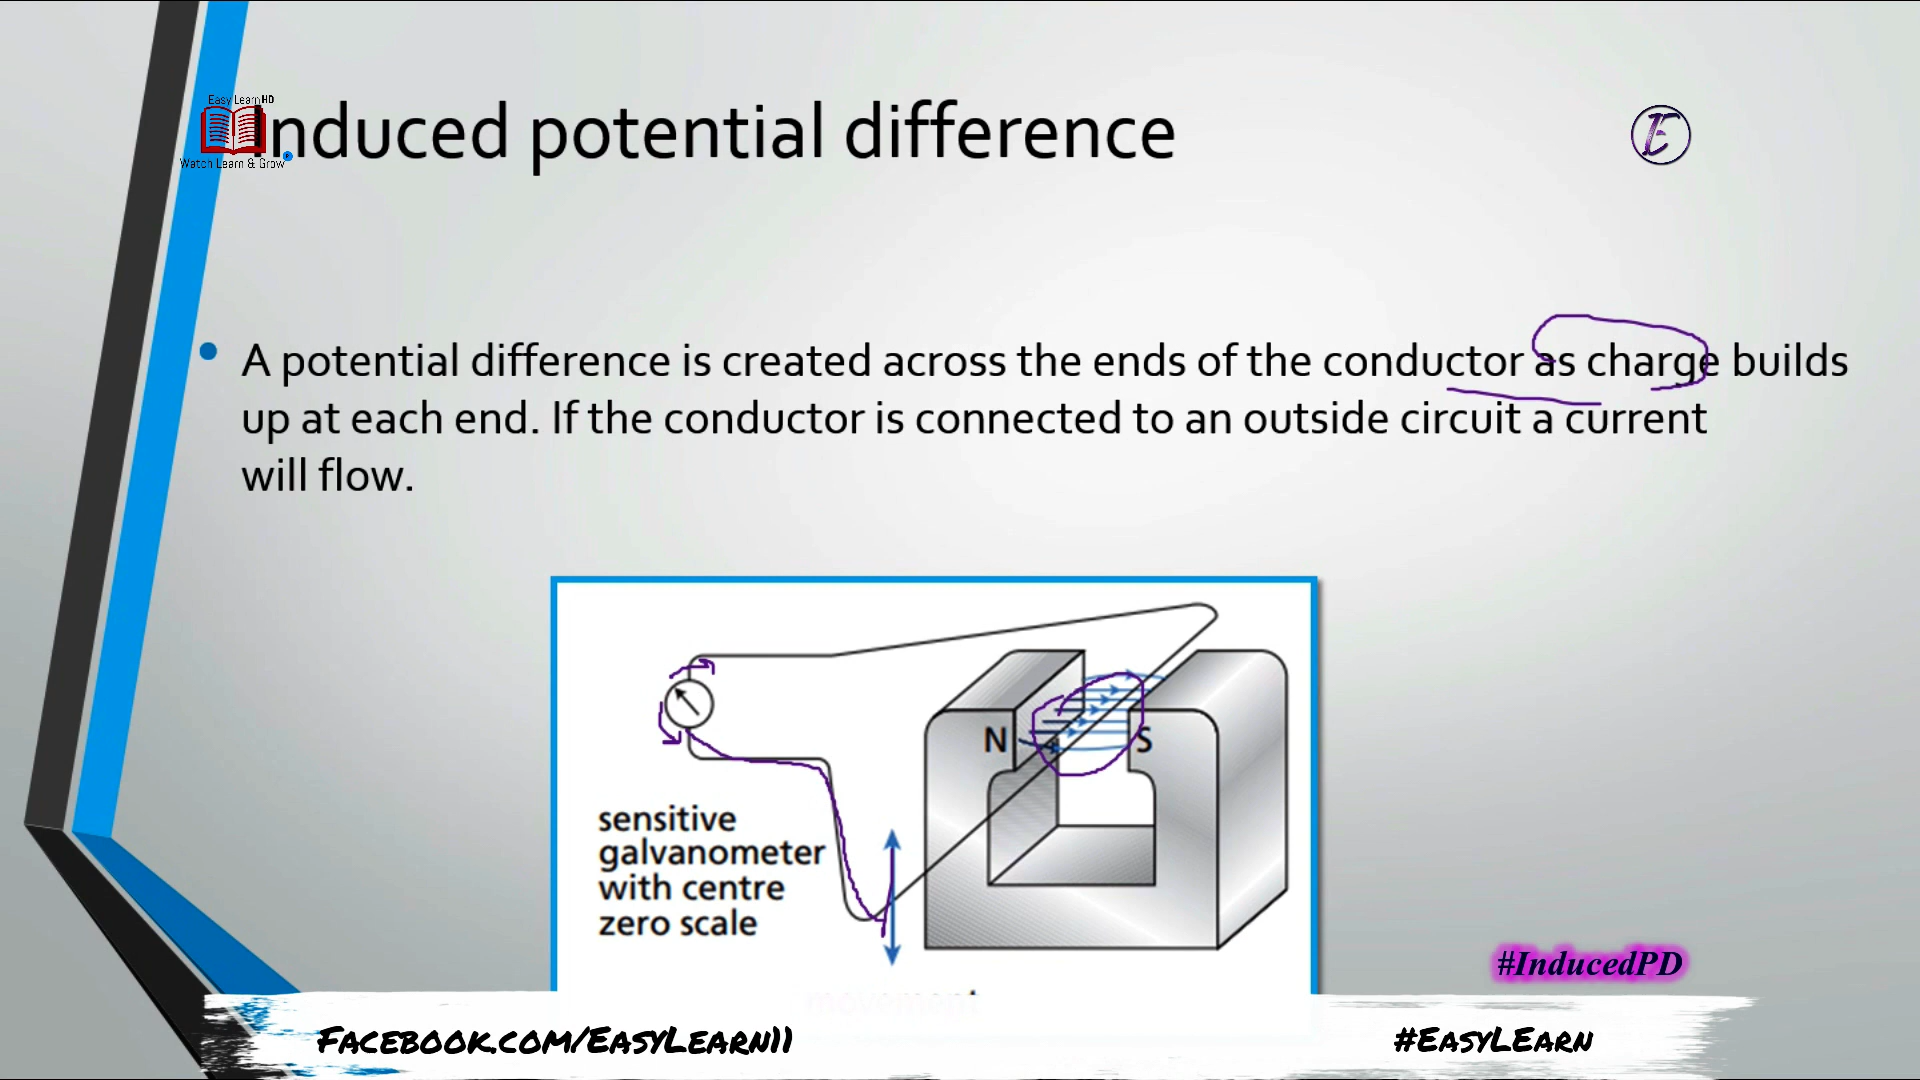 Easy Learn HD
Induced potential difference
Watch Learn & Grow
E
A potential difference is created across the ends of the conductor as charge builds
up at each end. If the conductor is connected to an outside circuit a current
will flow.
N
S
sensitive
galvanometer
with centre
zero scale
movement
#InducedPD
Facebook.com/EasyLearn11
#EasyLEarn